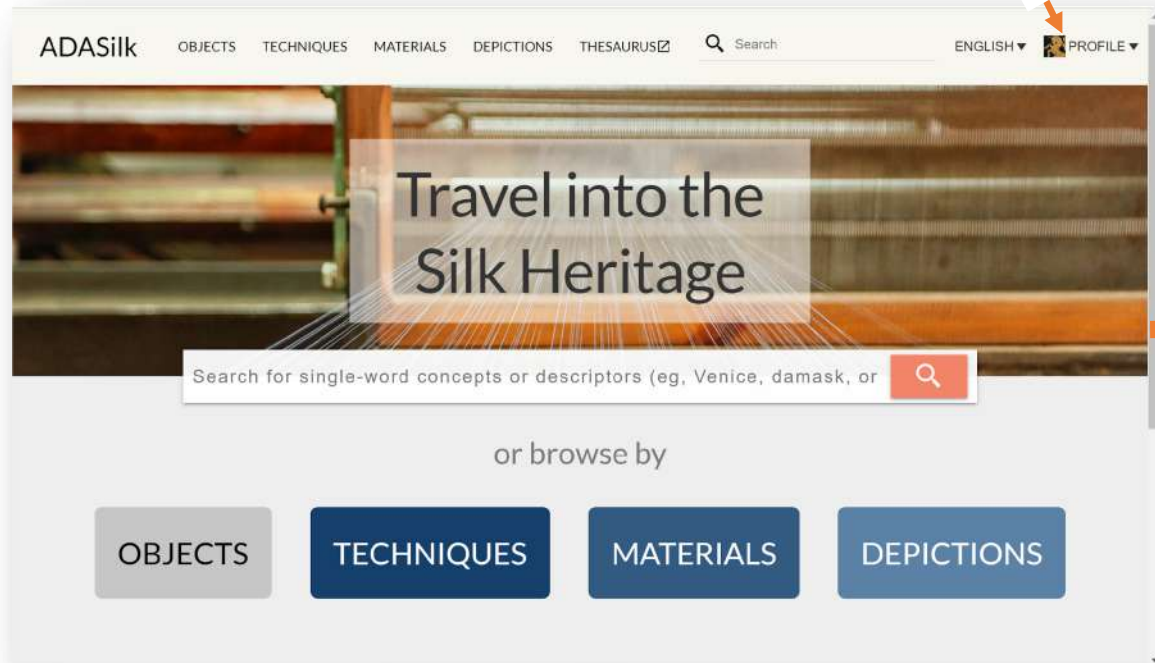 ADASilk OBJECTS TECHNIQUES MATERIALS DEPICTIONS THESAURUS Search ENGLISH PROFILE
Travel into the
Silk Heritage
Search for single-word concepts or descriptors (eg, Venice, damask, or
or browse by
OBJECTS TECHNIQUES MATERIALS DEPICTIONS